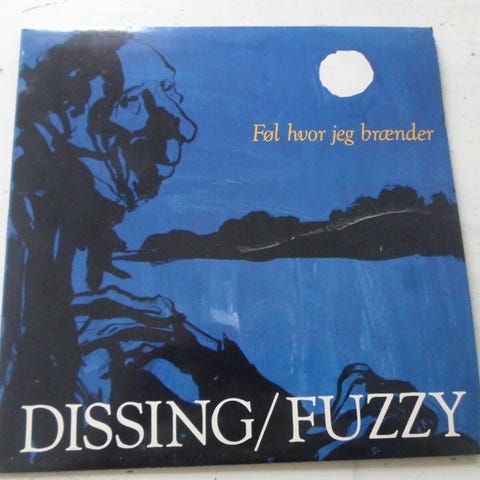 Føl hvor jeg brænder
DISSING/FUZZY